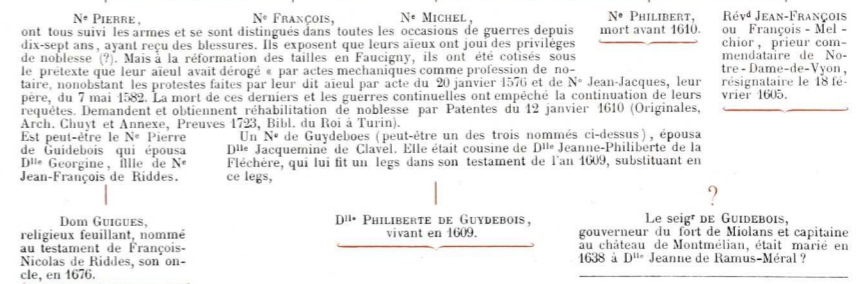 Nᵉ PIERRE, Nᵉ FRANÇOIS, Nᵉ MICHEL,
ont tous suivi les armes et se sont distingués dans toutes les occasions de guerres depuis
dix-sept ans, ayant reçu des blessures. Ils exposent que leurs aïeux ont joui des privilèges
de noblesse (?). Mais à la réformation des tailles en Faucigny, ils ont été cotisés sous
le prétexte que leur aïeul avait dérogé « par actes mechaniques comme profession de no-
taire, nonobstant les protestes faites par leur dit aïeul par acte du 20 janvier 1576 et de Nᵉ Jean-Jacques, leur
père, du 7 mai 1582. La mort de ces derniers et les guerres continuelles ont empêché la continuation de leurs
requêtes. Demandent et obtiennent réhabilitation de noblesse par Patentes du 12 janvier 1610 (Originales,
Arch. Chuyt et Annexe, Preuves 1723, Bibl. du Roi à Turin).
Nᵉ PHILIBERT,
mort avant 1610.
Révᵈ JEAN-FRANÇOIS
ou François-Mel-
chior, prieur com-
mendataire de No-
tre-Dame-de-Vyon,
résignataire le 18 fé-
vrier 1605.
Est peut-être le Nᵉ Pierre
de Guidebois qui épousa
Dˡˡᵉ Georgine, fille de Nᵉ
Jean-François de Riddes.
Un Nᵉ de Guydeboes (peut-être un des trois nommés ci-dessus), épousa
Dˡˡᵉ Jacquemine de Clavel. Elle était cousine de Dˡˡᵉ Jeanne-Philiberte de la
Fléchère, qui lui fit un legs dans son testament de l'an 1609, substituant en
ce legs,
?
Dom GUIGUES,
religieux feuillant, nommé
au testament de François-
Nicolas de Riddes, son on-
cle, en 1676.
Dˡˡᵉ PHILIBERTE DE GUYDEBOIS,
vivant en 1609.
Le seigʳ DE GUIDEBOIS,
gouverneur du fort de Miolans et capitaine
au château de Montmélian, était marié en
1638 à Dˡˡᵉ Jeanne de Ramus-Méral ?